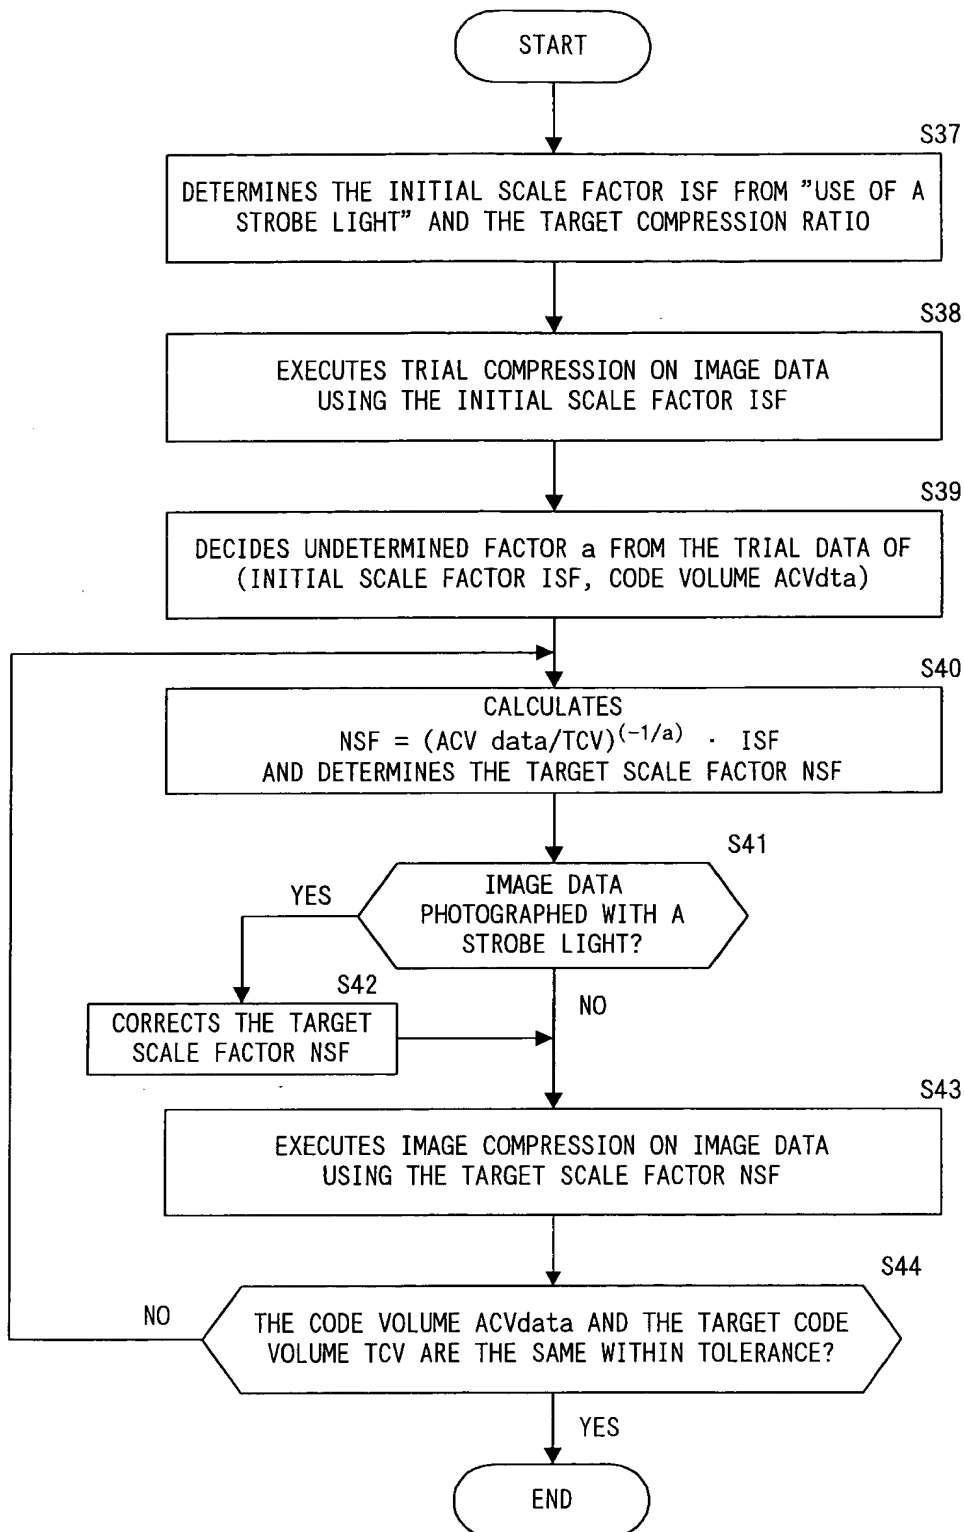 START
S37
DETERMINES THE INITIAL SCALE FACTOR ISF FROM "USE OF A
STROBE LIGHT" AND THE TARGET COMPRESSION RATIO
S38
EXECUTES TRIAL COMPRESSION ON IMAGE DATA
USING THE INITIAL SCALE FACTOR ISF
S39
DECIDES UNDETERMINED FACTOR a FROM THE TRIAL DATA OF
(INITIAL SCALE FACTOR ISF, CODE VOLUME ACVdta)
S40
CALCULATES
NSF = (ACV data/TCV)^(-1/a) · ISF
AND DETERMINES THE TARGET SCALE FACTOR NSF
S41
IMAGE DATA
PHOTOGRAPHED WITH A
STROBE LIGHT?
YES
NO
S42
CORRECTS THE TARGET
SCALE FACTOR NSF
S43
EXECUTES IMAGE COMPRESSION ON IMAGE DATA
USING THE TARGET SCALE FACTOR NSF
S44
THE CODE VOLUME ACVdata AND THE TARGET CODE
VOLUME TCV ARE THE SAME WITHIN TOLERANCE?
NO
YES
END